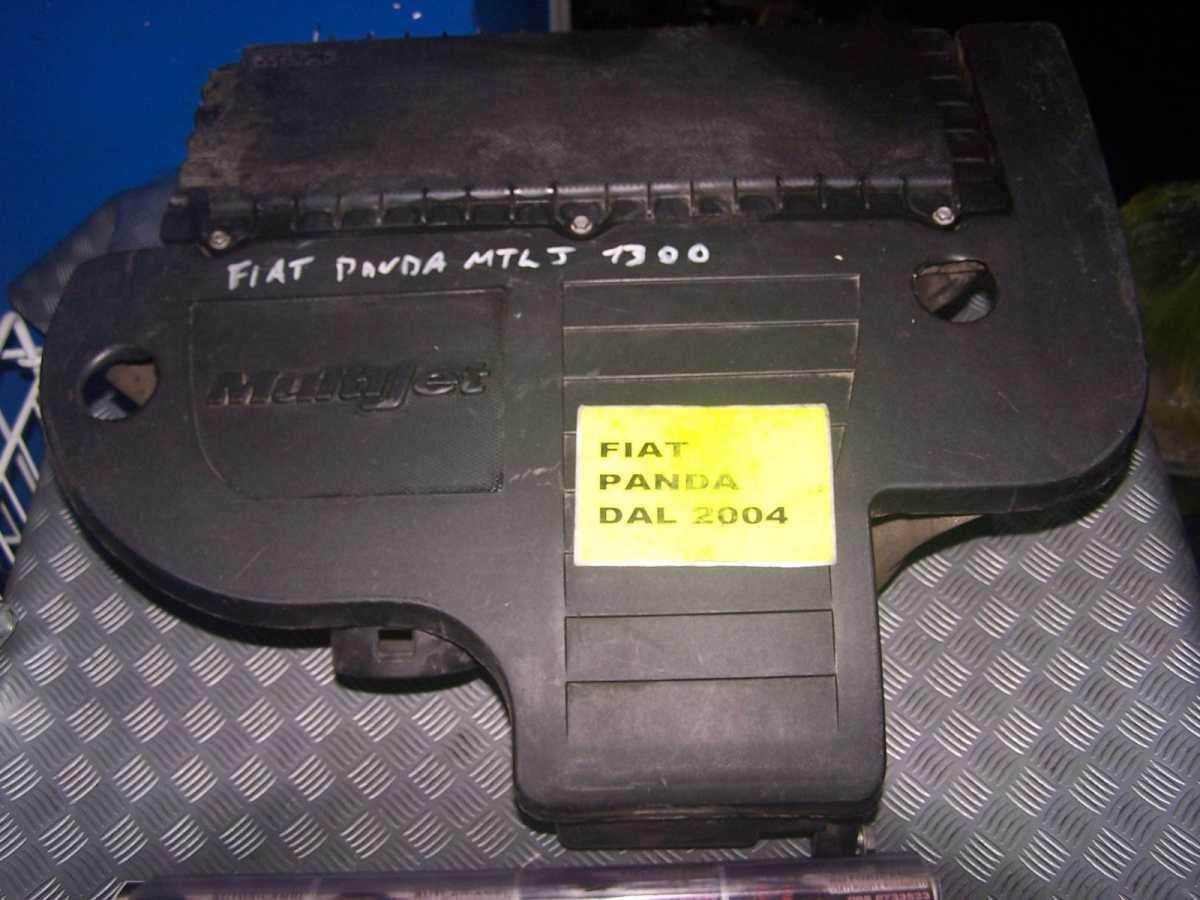 FIAT PANDA MTLJ 1300
Multijet
FIAT
PANDA
DAL 2004